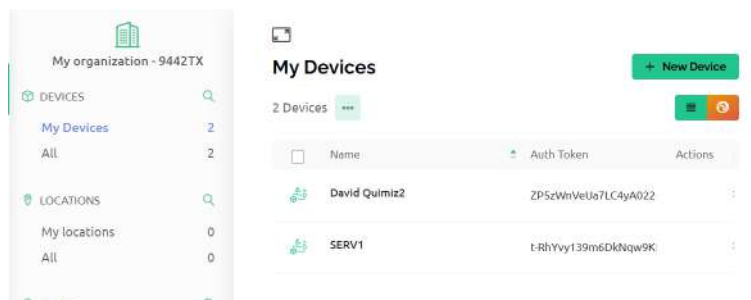 My organization - 9442TX
DEVICES
My Devices 2
All 2
LOCATIONS
My locations 0
All 0
My Devices
+ New Device
2 Devices ...
Name Auth Token Actions
David Quimiz2 ZP5zWnVeUa7LC4yA022
SERV1 t-RhYvy139m6DkNqw9K